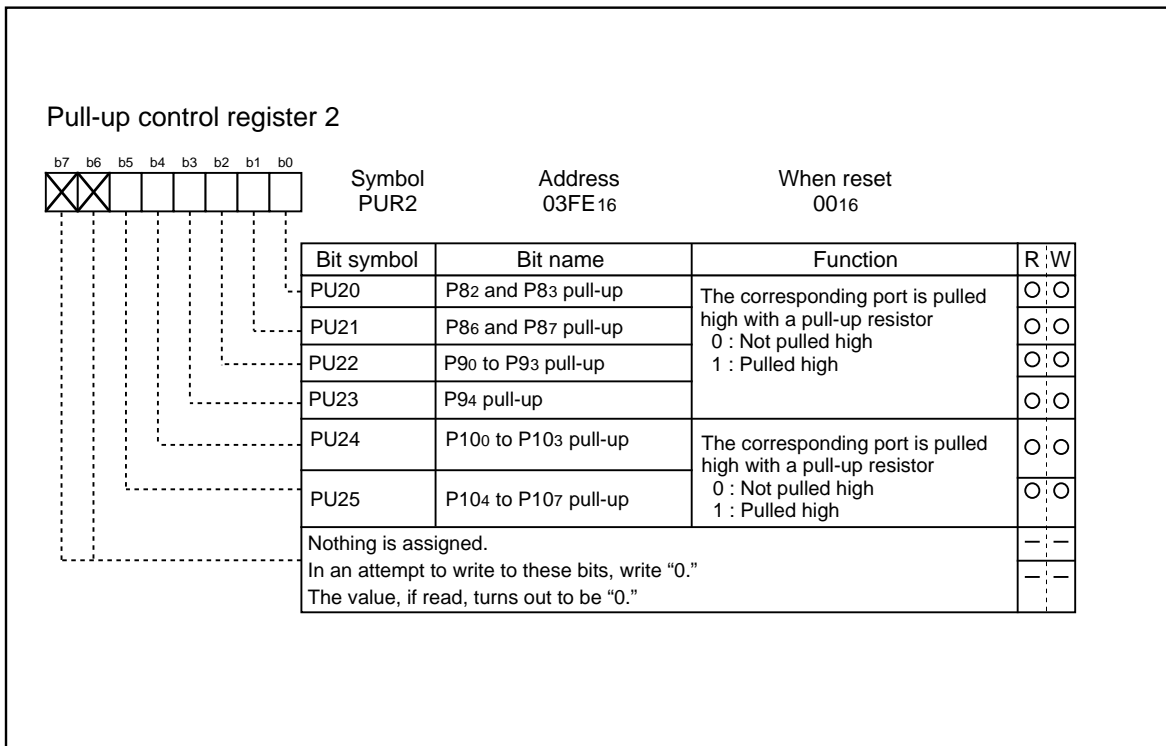 Pull-up control register 2
b7 b6 b5 b4 b3 b2 b1 b0
Symbol Address When reset
PUR2 03FE16 0016
Bit symbol Bit name Function R W
PU20 P82 and P83 pull-up
The corresponding port is pulled
high with a pull-up resistor
0 : Not pulled high
1 : Pulled high
PU21 P86 and P87 pull-up
PU22 P90 to P93 pull-up
PU23 P94 pull-up
PU24 P100 to P103 pull-up
The corresponding port is pulled
high with a pull-up resistor
0 : Not pulled high
1 : Pulled high
PU25 P104 to P107 pull-up
Nothing is assigned.
In an attempt to write to these bits, write “0.”
The value, if read, turns out to be “0.”